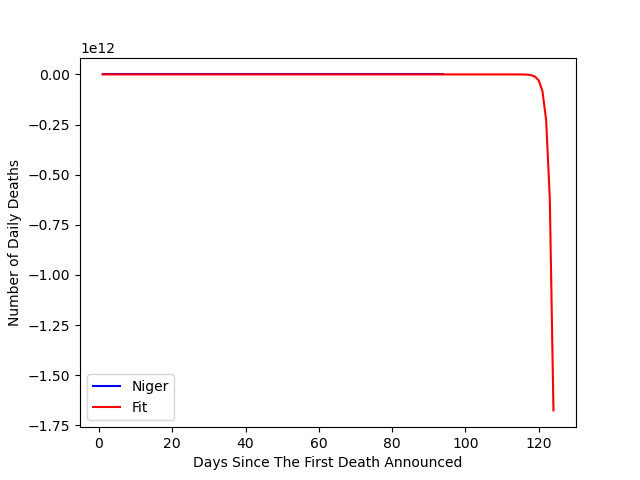 1e12
0.00
−0.25
−0.50
−0.75
−1.00
−1.25
−1.50
−1.75
Number of Daily Deaths
Niger
Fit
0 20 40 60 80 100 120
Days Since The First Death Announced